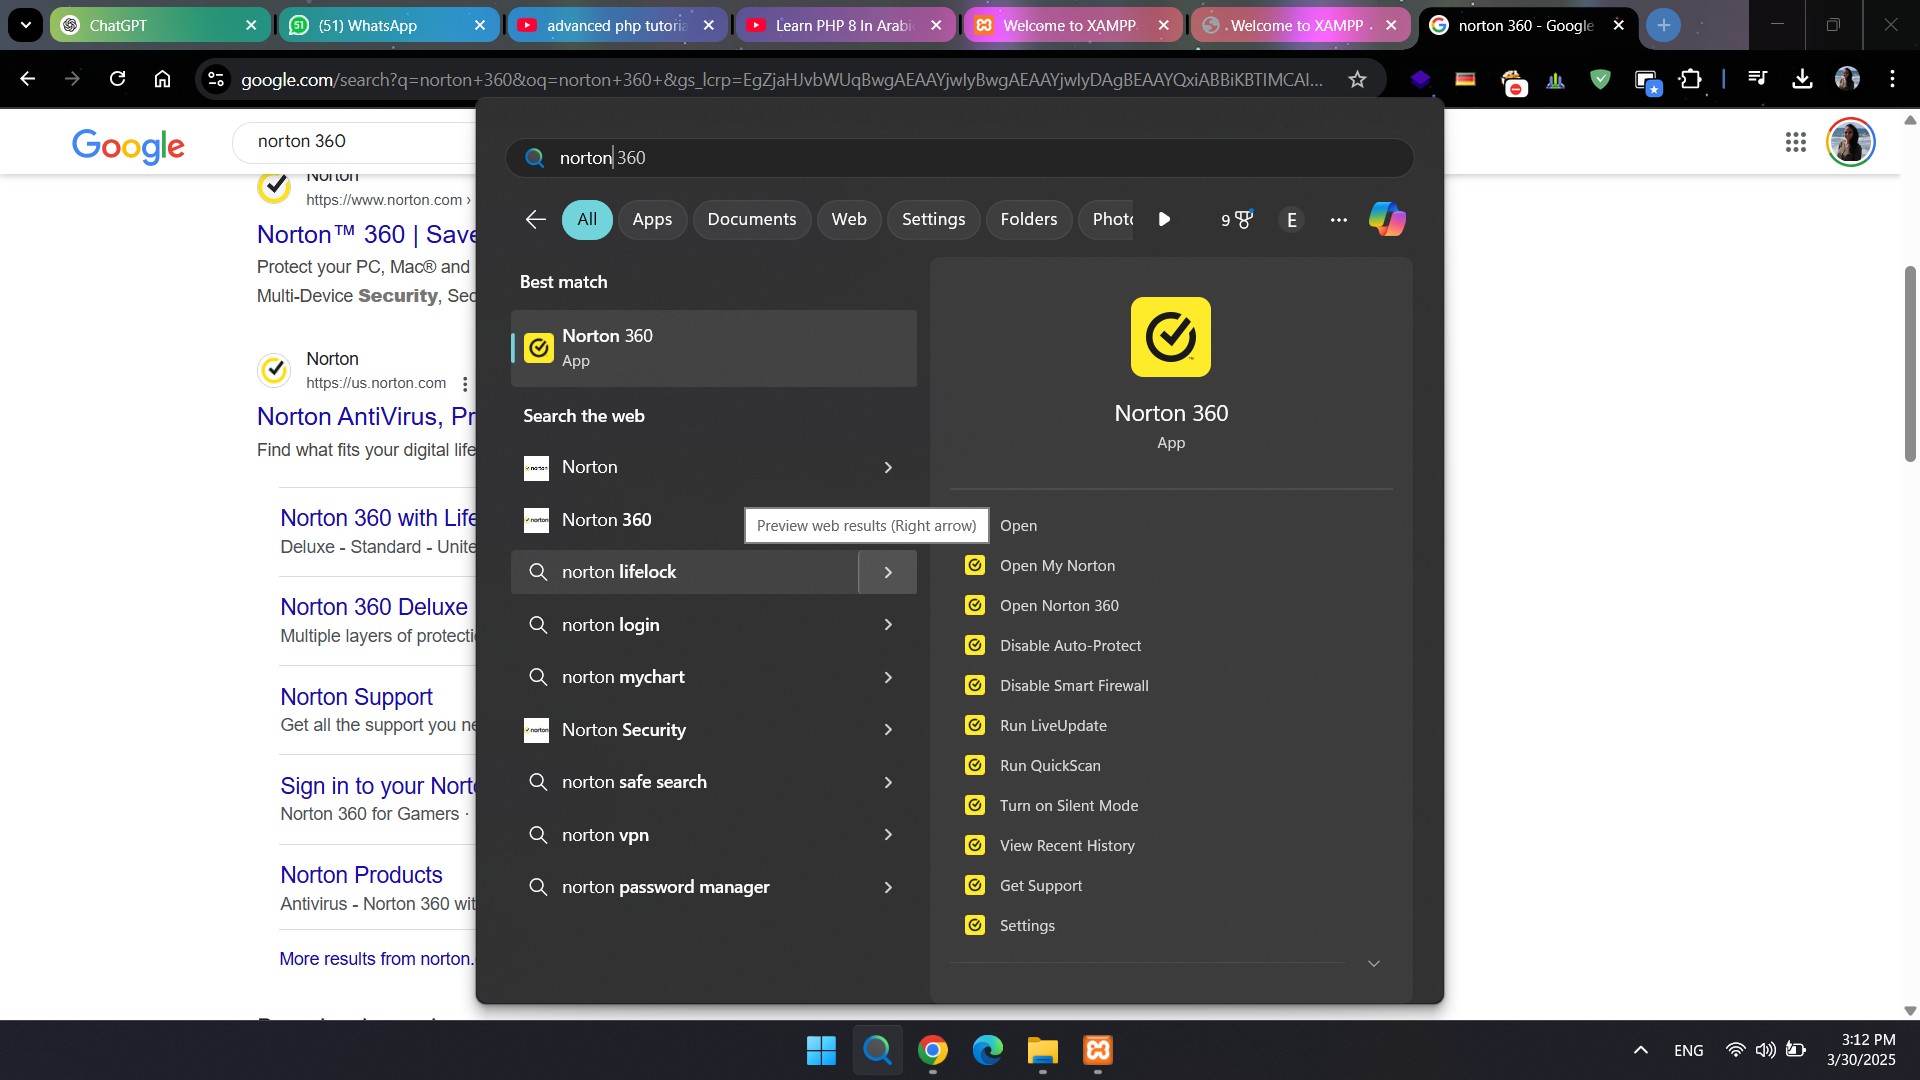 ChatGPT
(51) WhatsApp
advanced php tutoria
Learn PHP 8 In Arabi
Welcome to XAMPP
Welcome to XAMPP
norton 360 - Google
google.com/search?q=norton+360&oq=norton+360+&gs_lcrp=EgZjaHJvbWUqBwgAEAAYjwIyBwgAEAAYjwIyDAgBEAAYQxiABBiKBTIMCAI...
Google
norton 360
Norton
https://www.norton.com ›
Norton™ 360 | Save
Protect your PC, Mac® and
Multi-Device Security, Sec
Norton
https://us.norton.com
Norton AntiVirus, Pr
Find what fits your digital life
Norton 360 with Life
Deluxe - Standard - Unite
Norton 360 Deluxe
Multiple layers of protecti
Norton Support
Get all the support you ne
Sign in to your Norto
Norton 360 for Gamers ·
Norton Products
Antivirus - Norton 360 wit
More results from norton.
norton 360
All
Apps
Documents
Web
Settings
Folders
Photo
9
E
Best match
Norton 360
App
Search the web
Norton
Norton 360
Preview web results (Right arrow)
norton lifelock
norton login
norton mychart
Norton Security
norton safe search
norton vpn
norton password manager
Norton 360
App
Open
Open My Norton
Open Norton 360
Disable Auto-Protect
Disable Smart Firewall
Run LiveUpdate
Run QuickScan
Turn on Silent Mode
View Recent History
Get Support
Settings
ENG
3:12 PM
3/30/2025